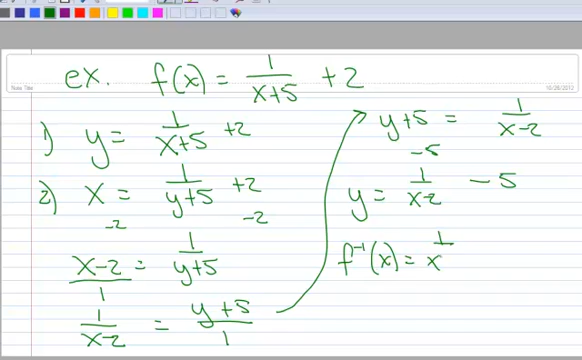 ex. f(x) = 1/(x+5) + 2
Note Title
10/28/2012
1) y = 1/(x+5) + 2
2) x = 1/(y+5) + 2
-2 -2
(x-2)/1 = 1/(y+5)
1/(x-2) = (y+5)/1
y+5 = 1/(x-2)
-5
y = 1/(x-2) - 5
f⁻¹(x) = 1/x